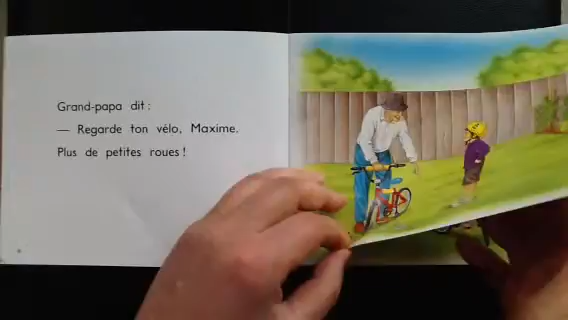 Grand-papa dit :
— Regarde ton vélo, Maxime.
Plus de petites roues !